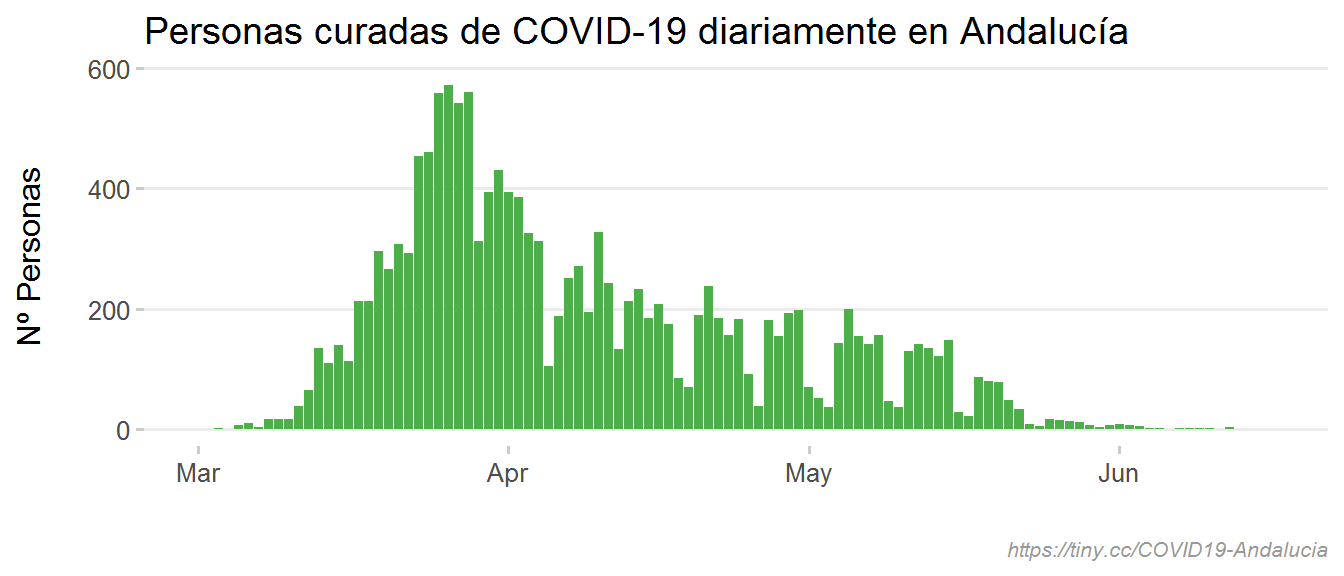 Personas curadas de COVID-19 diariamente en Andalucía
Nº Personas
600
400
200
0
Mar
Apr
May
Jun
https://tiny.cc/COVID19-Andalucia